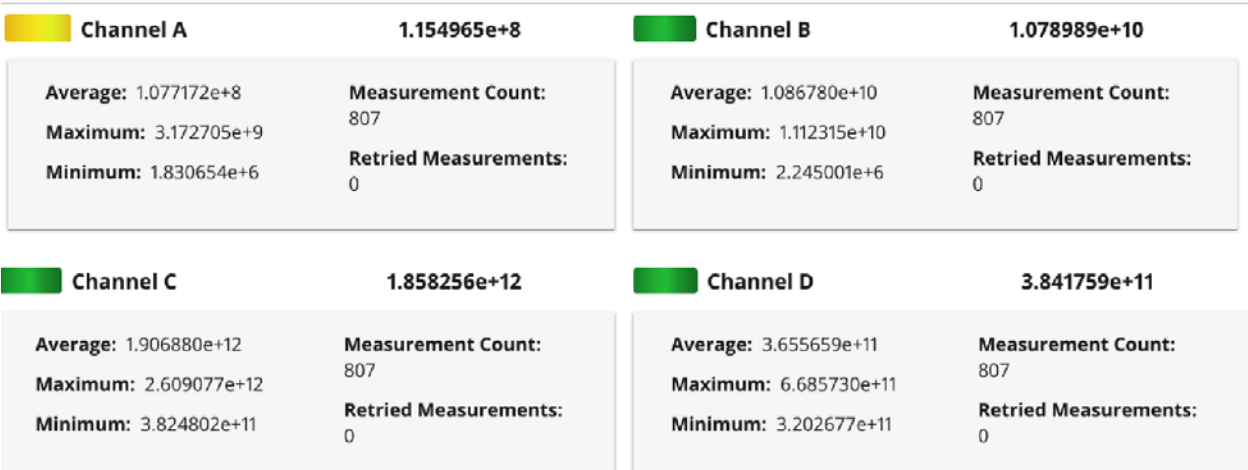 Channel A 1.154965e+8
Average: 1.077172e+8
Maximum: 3.172705e+9
Minimum: 1.830654e+6
Measurement Count:
807
Retried Measurements:
0
Channel B 1.078989e+10
Average: 1.086780e+10
Maximum: 1.112315e+10
Minimum: 2.245001e+6
Measurement Count:
807
Retried Measurements:
0
Channel C 1.858256e+12
Average: 1.906880e+12
Maximum: 2.609077e+12
Minimum: 3.824802e+11
Measurement Count:
807
Retried Measurements:
0
Channel D 3.841759e+11
Average: 3.655659e+11
Maximum: 6.685730e+11
Minimum: 3.202677e+11
Measurement Count:
807
Retried Measurements:
0